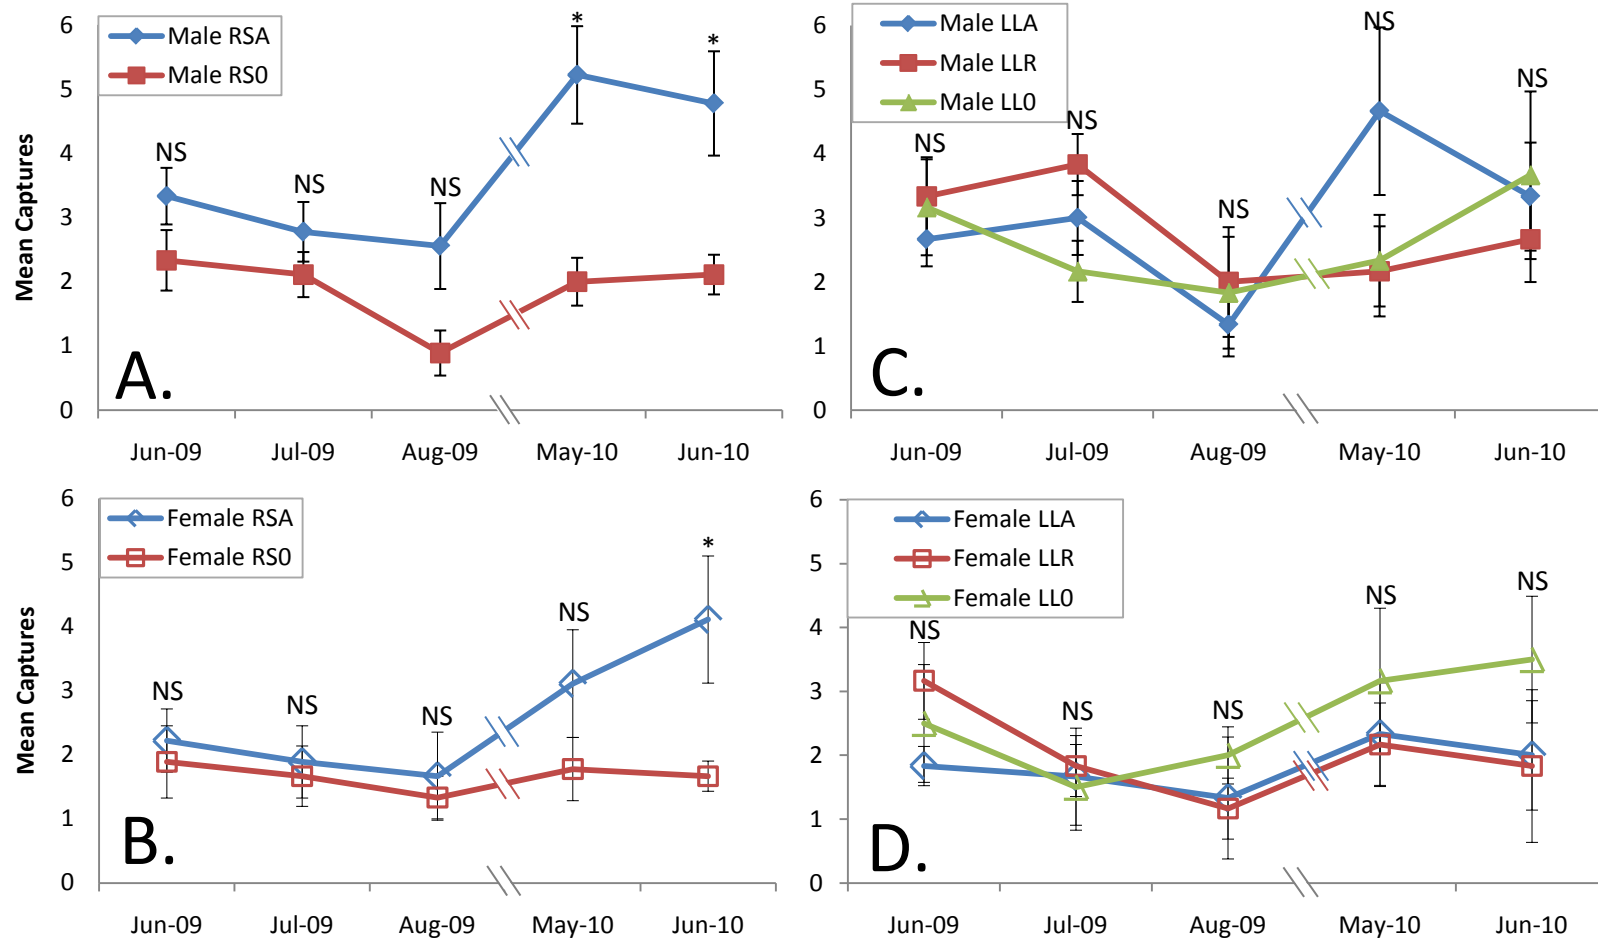 Male RSA
Male RS0
Mean Captures
6
5
4
3
2
1
0
NS
NS
NS
*
*
A.
Jun-09
Jul-09
Aug-09
May-10
Jun-10
Male LLA
Male LLR
Male LL0
6
5
4
3
2
1
0
NS
NS
NS
NS
NS
C.
Jun-09
Jul-09
Aug-09
May-10
Jun-10
Female RSA
Female RS0
Mean Captures
6
5
4
3
2
1
0
NS
NS
NS
NS
*
B.
Jun-09
Jul-09
Aug-09
May-10
Jun-10
Female LLA
Female LLR
Female LL0
6
5
4
3
2
1
0
NS
NS
NS
NS
NS
D.
Jun-09
Jul-09
Aug-09
May-10
Jun-10